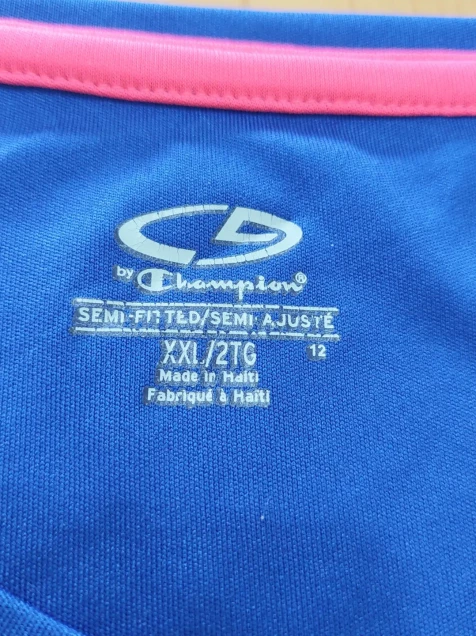 by Champion®
SEMI-FITTED/SEMI-AJUSTÉ
XXL/2TG 12
Made in Haiti
Fabriqué à Haïti